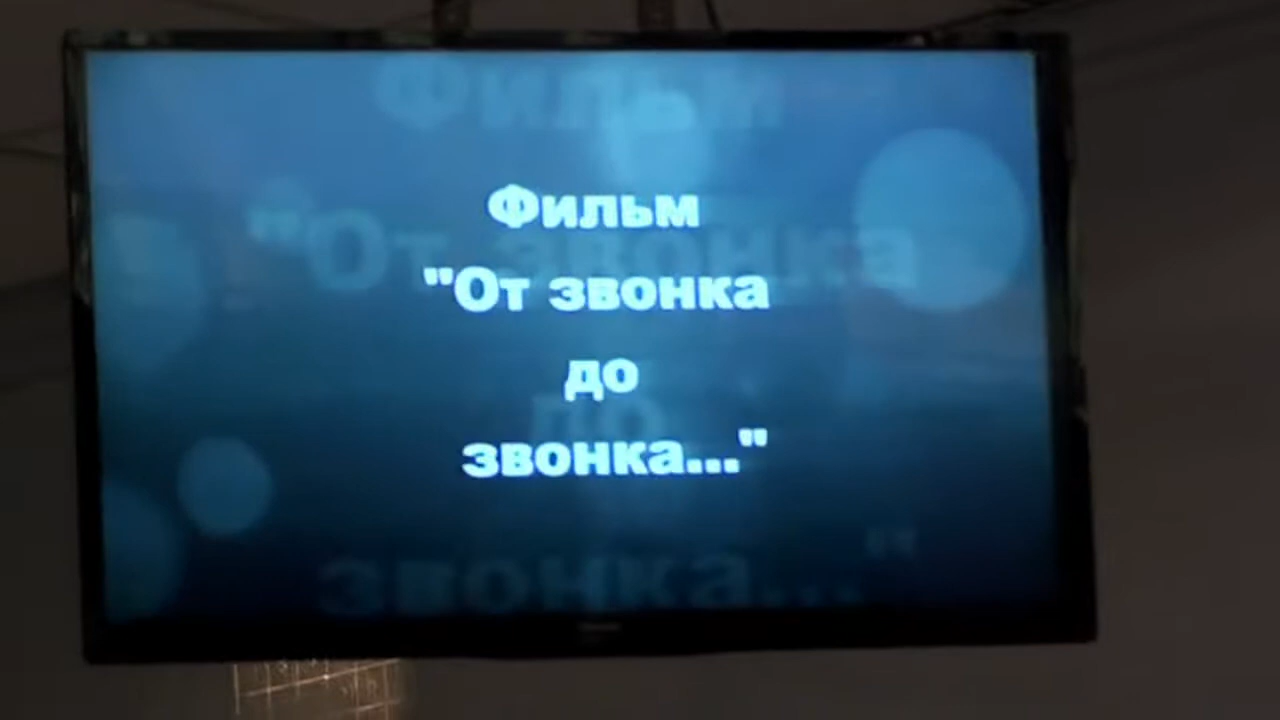 Фильм
"От звонка
до
звонка..."